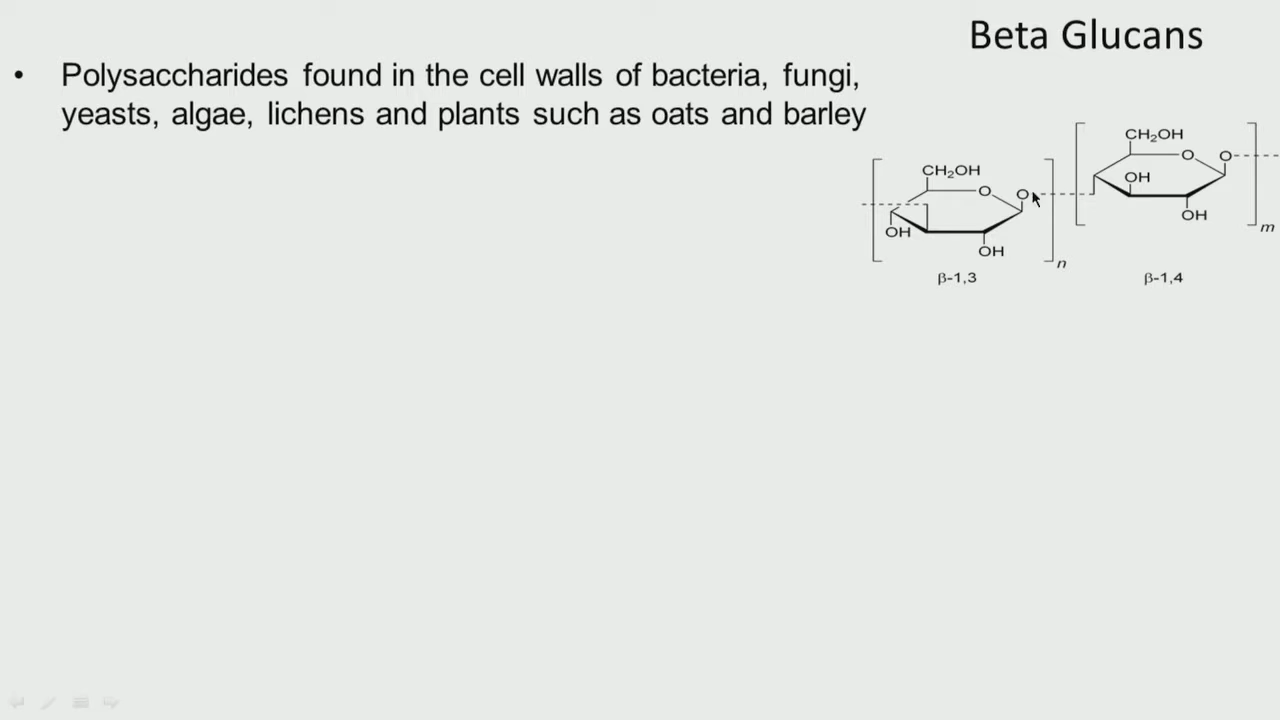 Beta Glucans
• Polysaccharides found in the cell walls of bacteria, fungi,
yeasts, algae, lichens and plants such as oats and barley
CH₂OH
O
O
OH
OH
n
β-1,3
CH₂OH
O
O
OH
OH
m
β-1,4